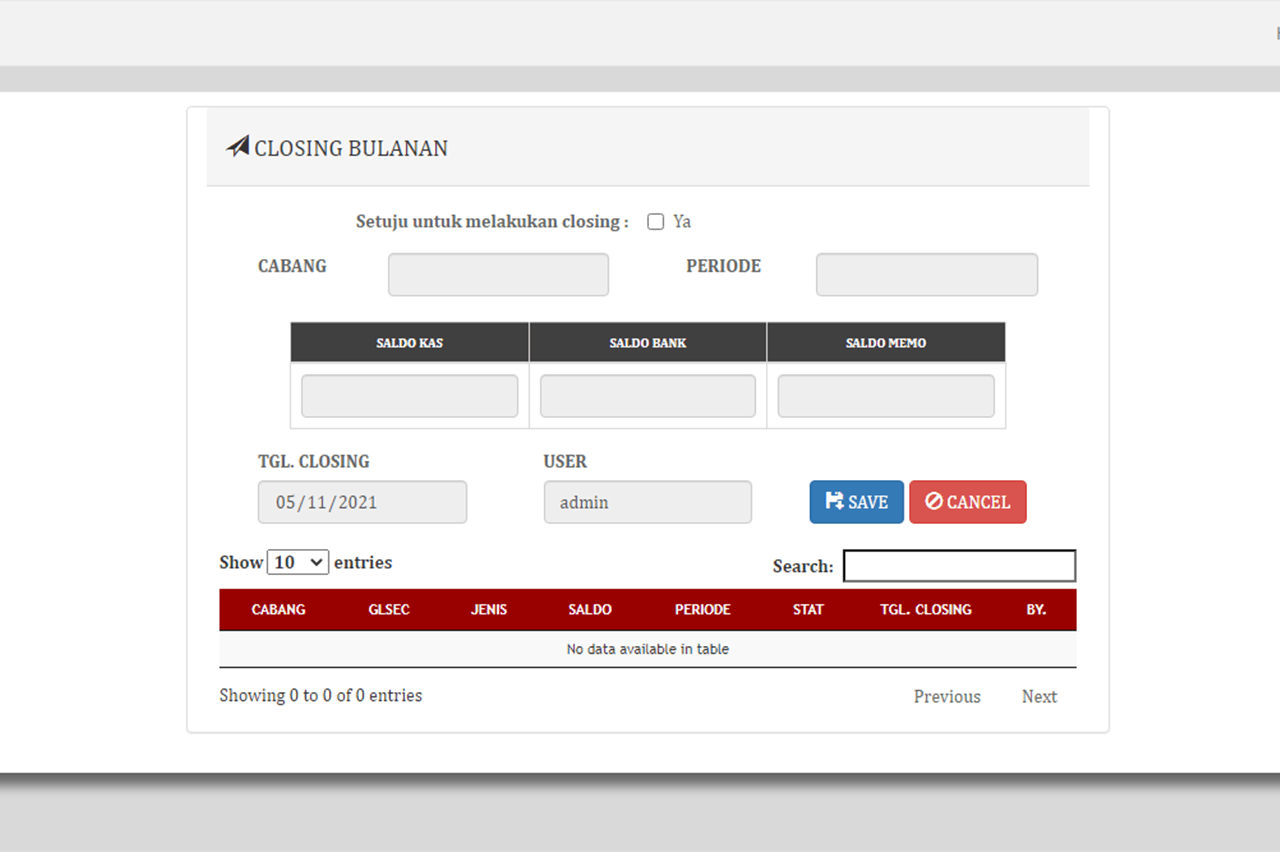 CLOSING BULANAN
Setuju untuk melakukan closing : Ya
CABANG PERIODE
SALDO KAS SALDO BANK SALDO MEMO
TGL. CLOSING USER
05/11/2021 admin SAVE CANCEL
Show 10 entries Search:
CABANG GLSEC JENIS SALDO PERIODE STAT TGL. CLOSING BY.
No data available in table
Showing 0 to 0 of 0 entries Previous Next